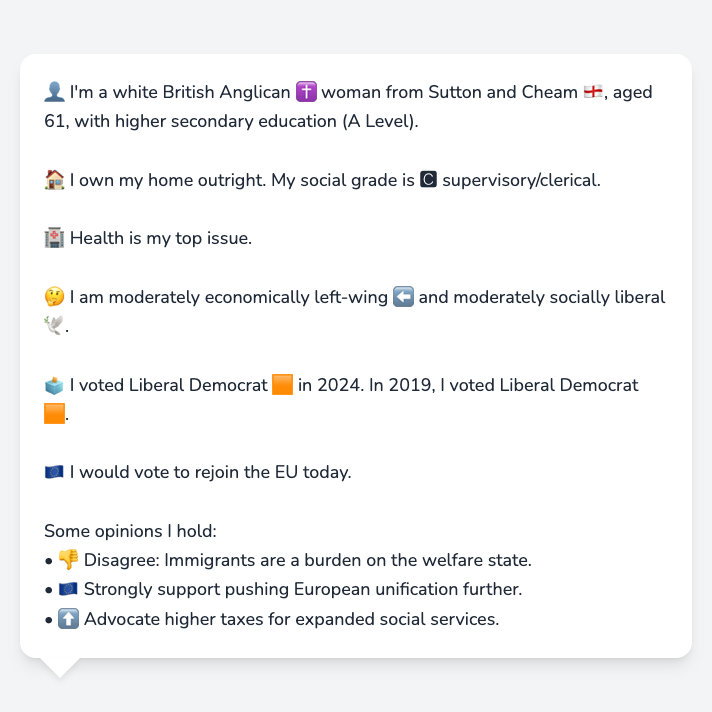 👤 I'm a white British Anglican ✝️ woman from Sutton and Cheam 🏴󠁧󠁢󠁥󠁮󠁧󠁿, aged
61, with higher secondary education (A Level).
🏠 I own my home outright. My social grade is 🅲 supervisory/clerical.
🏥 Health is my top issue.
🤔 I am moderately economically left-wing ⬅️ and moderately socially liberal
🕊️.
🗳️ I voted Liberal Democrat 🟧 in 2024. In 2019, I voted Liberal Democrat
🟧.
🇪🇺 I would vote to rejoin the EU today.
Some opinions I hold:
• 👎 Disagree: Immigrants are a burden on the welfare state.
• 🇪🇺 Strongly support pushing European unification further.
• ⬆️ Advocate higher taxes for expanded social services.